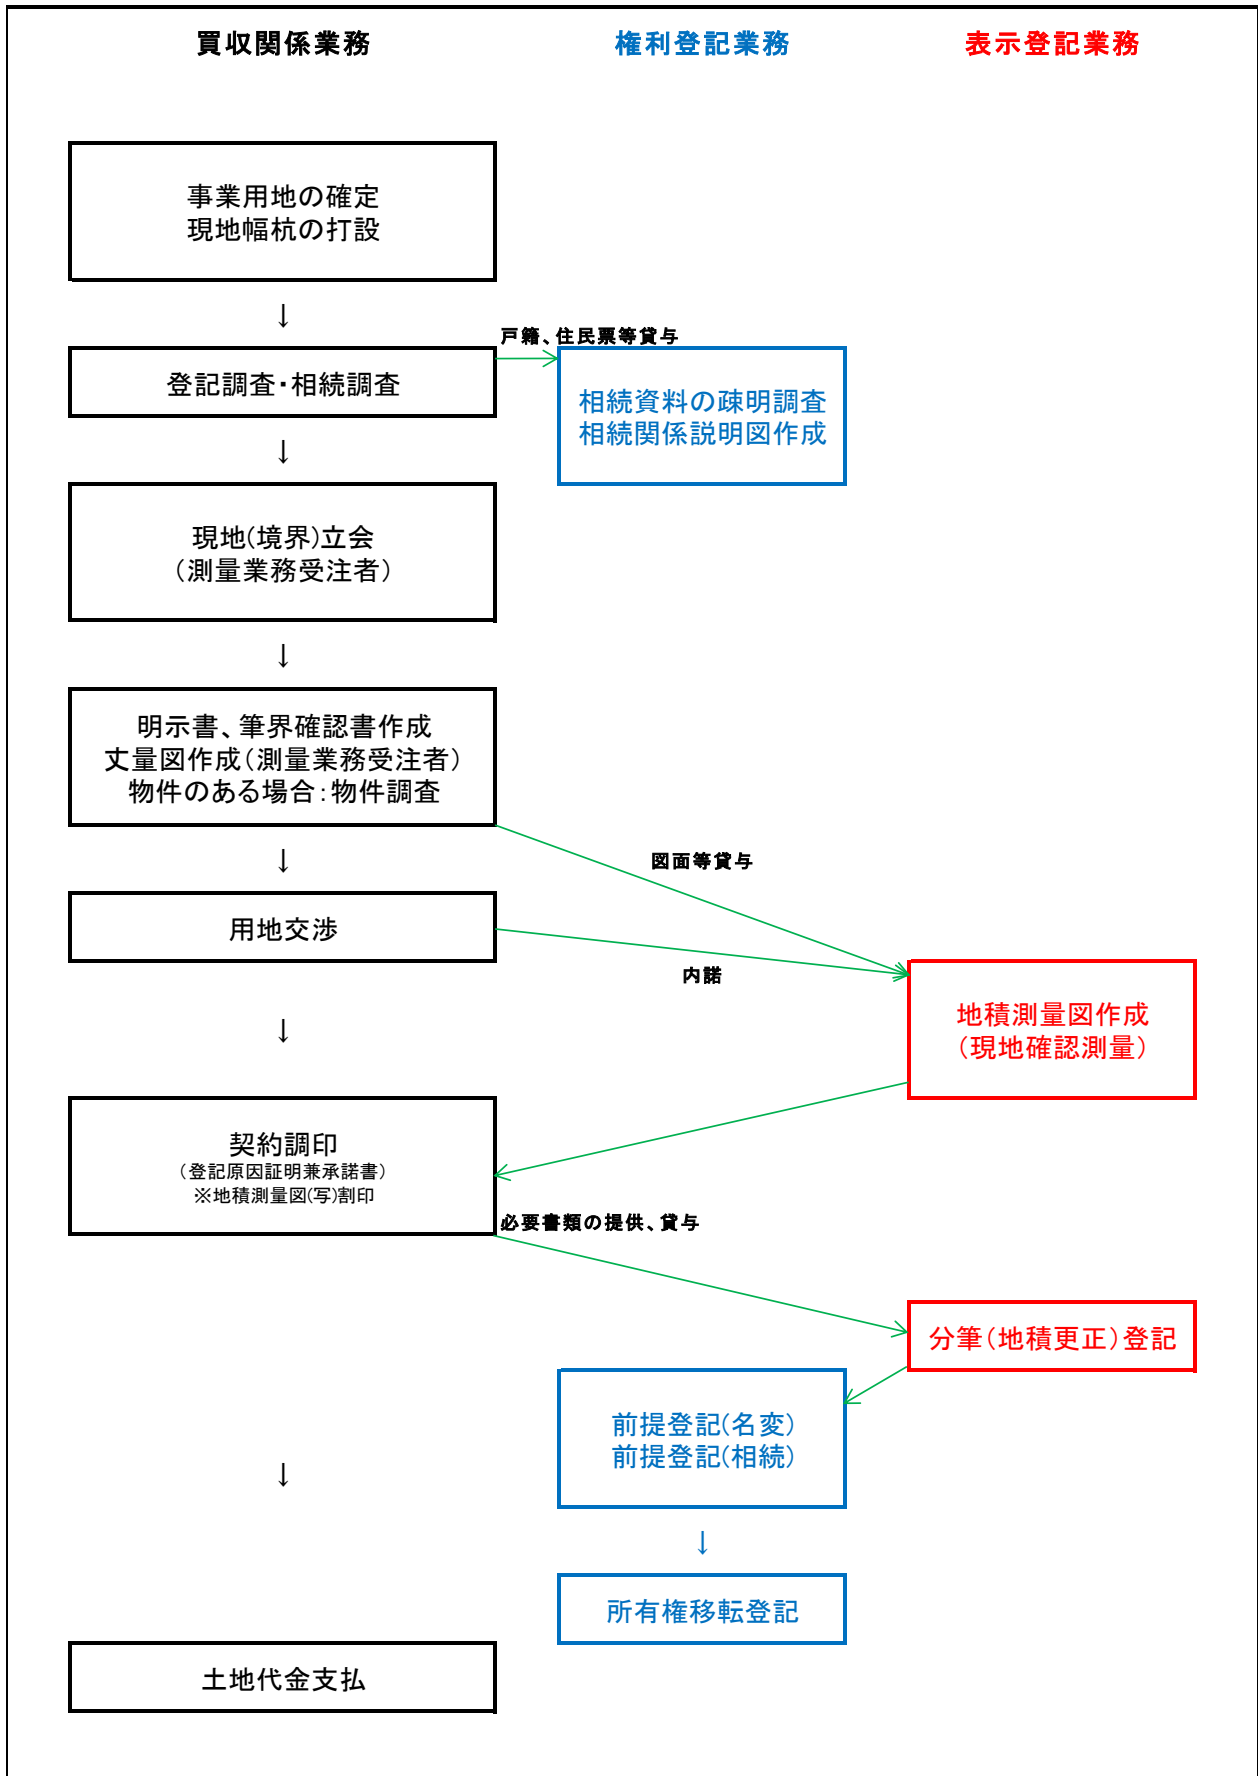 買収関係業務
権利登記業務
表示登記業務
事業用地の確定
現地幅杭の打設
↓
戸籍、住民票等貸与
登記調査・相続調査
相続資料の疎明調査
相続関係説明図作成
↓
現地(境界)立会
（測量業務受注者）
↓
明示書、筆界確認書作成
丈量図作成（測量業務受注者）
物件のある場合：物件調査
図面等貸与
↓
用地交渉
内諾
地積測量図作成
（現地確認測量）
↓
契約調印
（登記原因証明兼承諾書）
※地積測量図(写)割印
必要書類の提供、貸与
分筆（地積更正）登記
前提登記(名変)
前提登記(相続)
↓
↓
所有権移転登記
土地代金支払